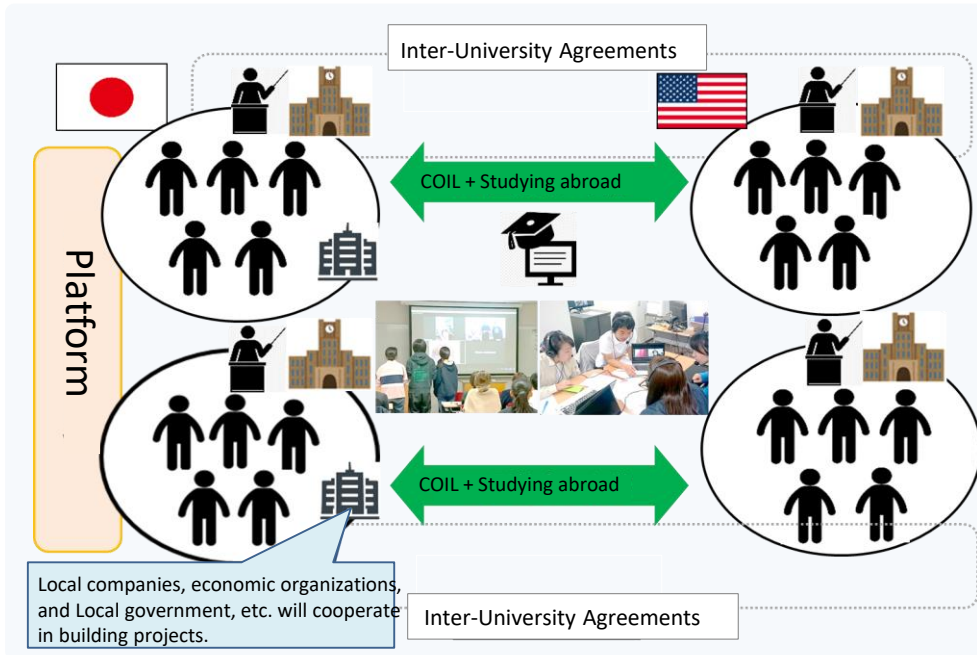 Inter-University Agreements
COIL + Studying abroad
Platform
COIL + Studying abroad
Local companies, economic organizations,
and Local government, etc. will cooperate
in building projects.
Inter-University Agreements